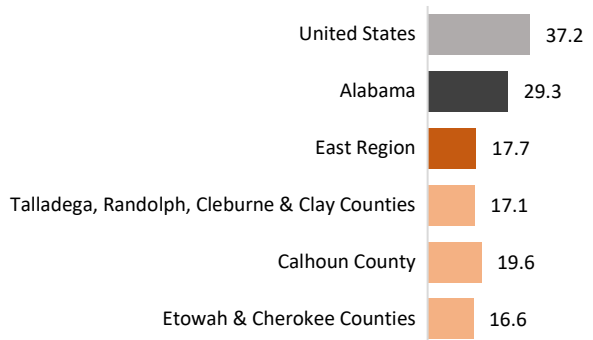 United States 37.2
Alabama 29.3
East Region 17.7
Talladega, Randolph, Cleburne & Clay Counties 17.1
Calhoun County 19.6
Etowah & Cherokee Counties 16.6